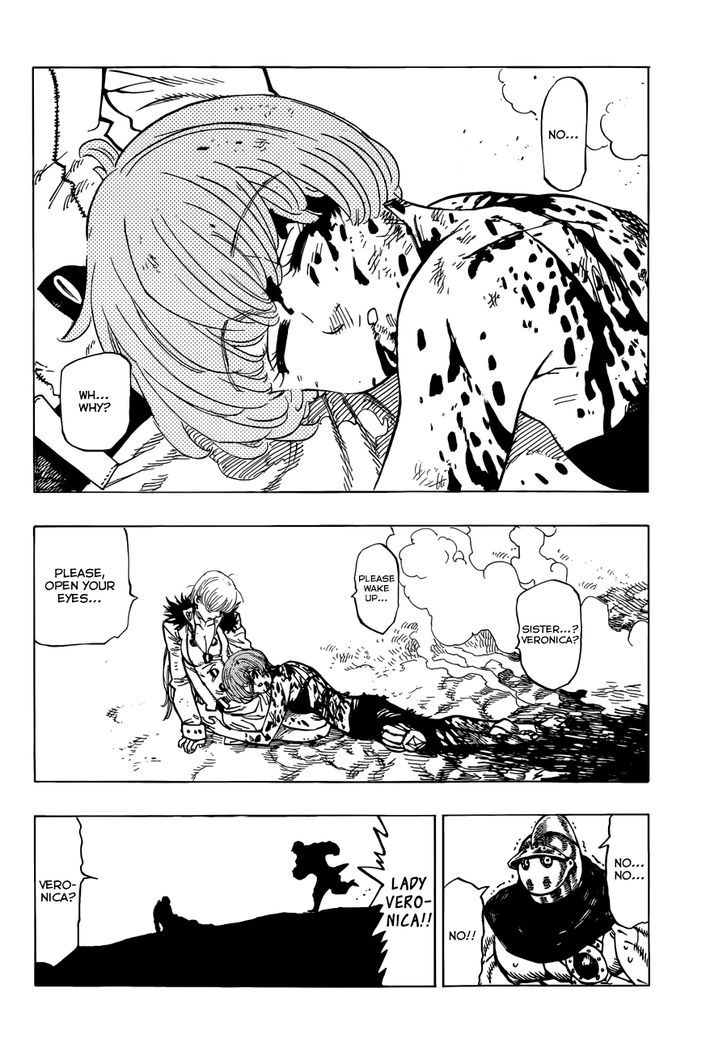 NO...
WH...
WHY?
SISTER...?
VERONICA?
PLEASE
WAKE
UP...
PLEASE,
OPEN YOUR
EYES...
NO...
NO...
NO!!
LADY
VERO-
NICA!!
VERO-
NICA?